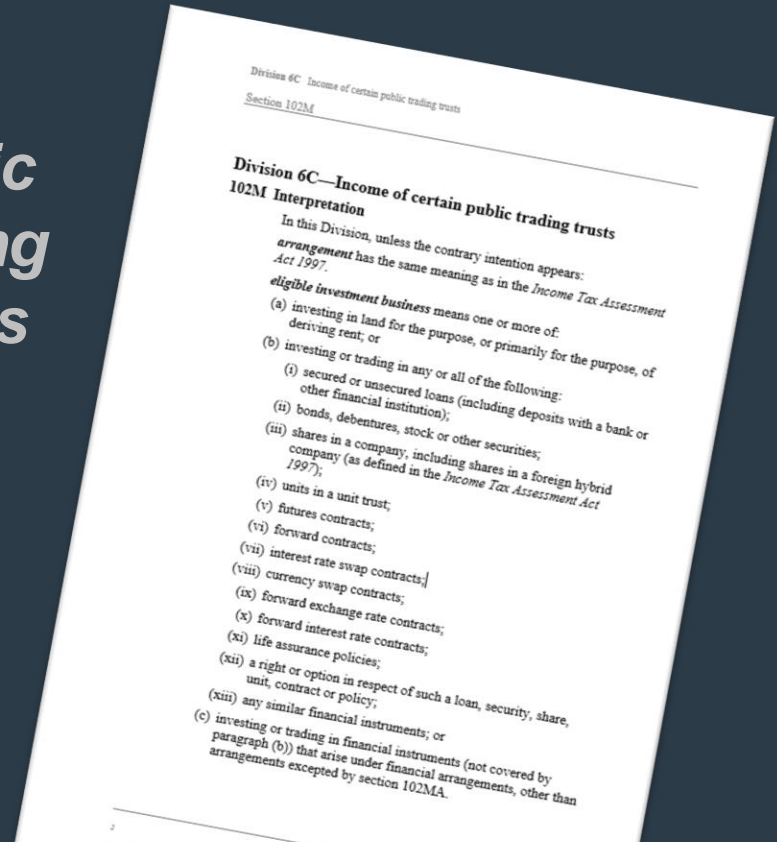 ic
ng
s
Division 6C Income of certain public trading trusts
Section 102M
Division 6C—Income of certain public trading trusts
102M Interpretation
In this Division, unless the contrary intention appears:
arrangement has the same meaning as in the Income Tax Assessment
Act 1997.
eligible investment business means one or more of:
(a) investing in land for the purpose, or primarily for the purpose, of
deriving rent; or
(b) investing or trading in any or all of the following:
(i) secured or unsecured loans (including deposits with a bank or
other financial institution);
(ii) bonds, debentures, stock or other securities;
(iii) shares in a company, including shares in a foreign hybrid
company (as defined in the Income Tax Assessment Act
1997);
(iv) units in a unit trust;
(v) futures contracts;
(vi) forward contracts;
(vii) interest rate swap contracts;
(viii) currency swap contracts;
(ix) forward exchange rate contracts;
(x) forward interest rate contracts;
(xi) life assurance policies;
(xii) a right or option in respect of such a loan, security, share,
unit, contract or policy;
(xiii) any similar financial instruments; or
(c) investing or trading in financial instruments (not covered by
paragraph (b)) that arise under financial arrangements, other than
arrangements excepted by section 102MA.
2